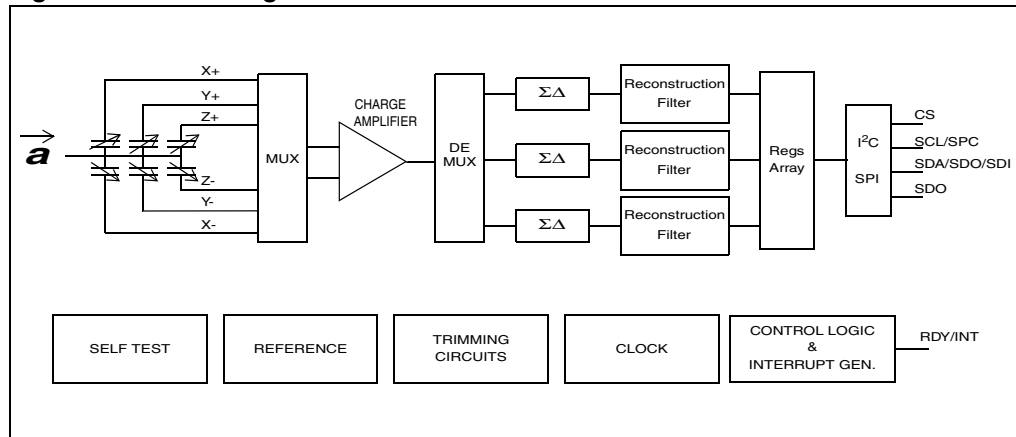 X+
Y+
Z+
a
Z-
Y-
X-
MUX
CHARGE
AMPLIFIER
DE
MUX
ΣΔ
ΣΔ
ΣΔ
Reconstruction
Filter
Reconstruction
Filter
Reconstruction
Filter
Regs
Array
I²C
SPI
CS
SCL/SPC
SDA/SDO/SDI
SDO
SELF TEST
REFERENCE
TRIMMING
CIRCUITS
CLOCK
CONTROL LOGIC
&
INTERRUPT GEN.
RDY/INT